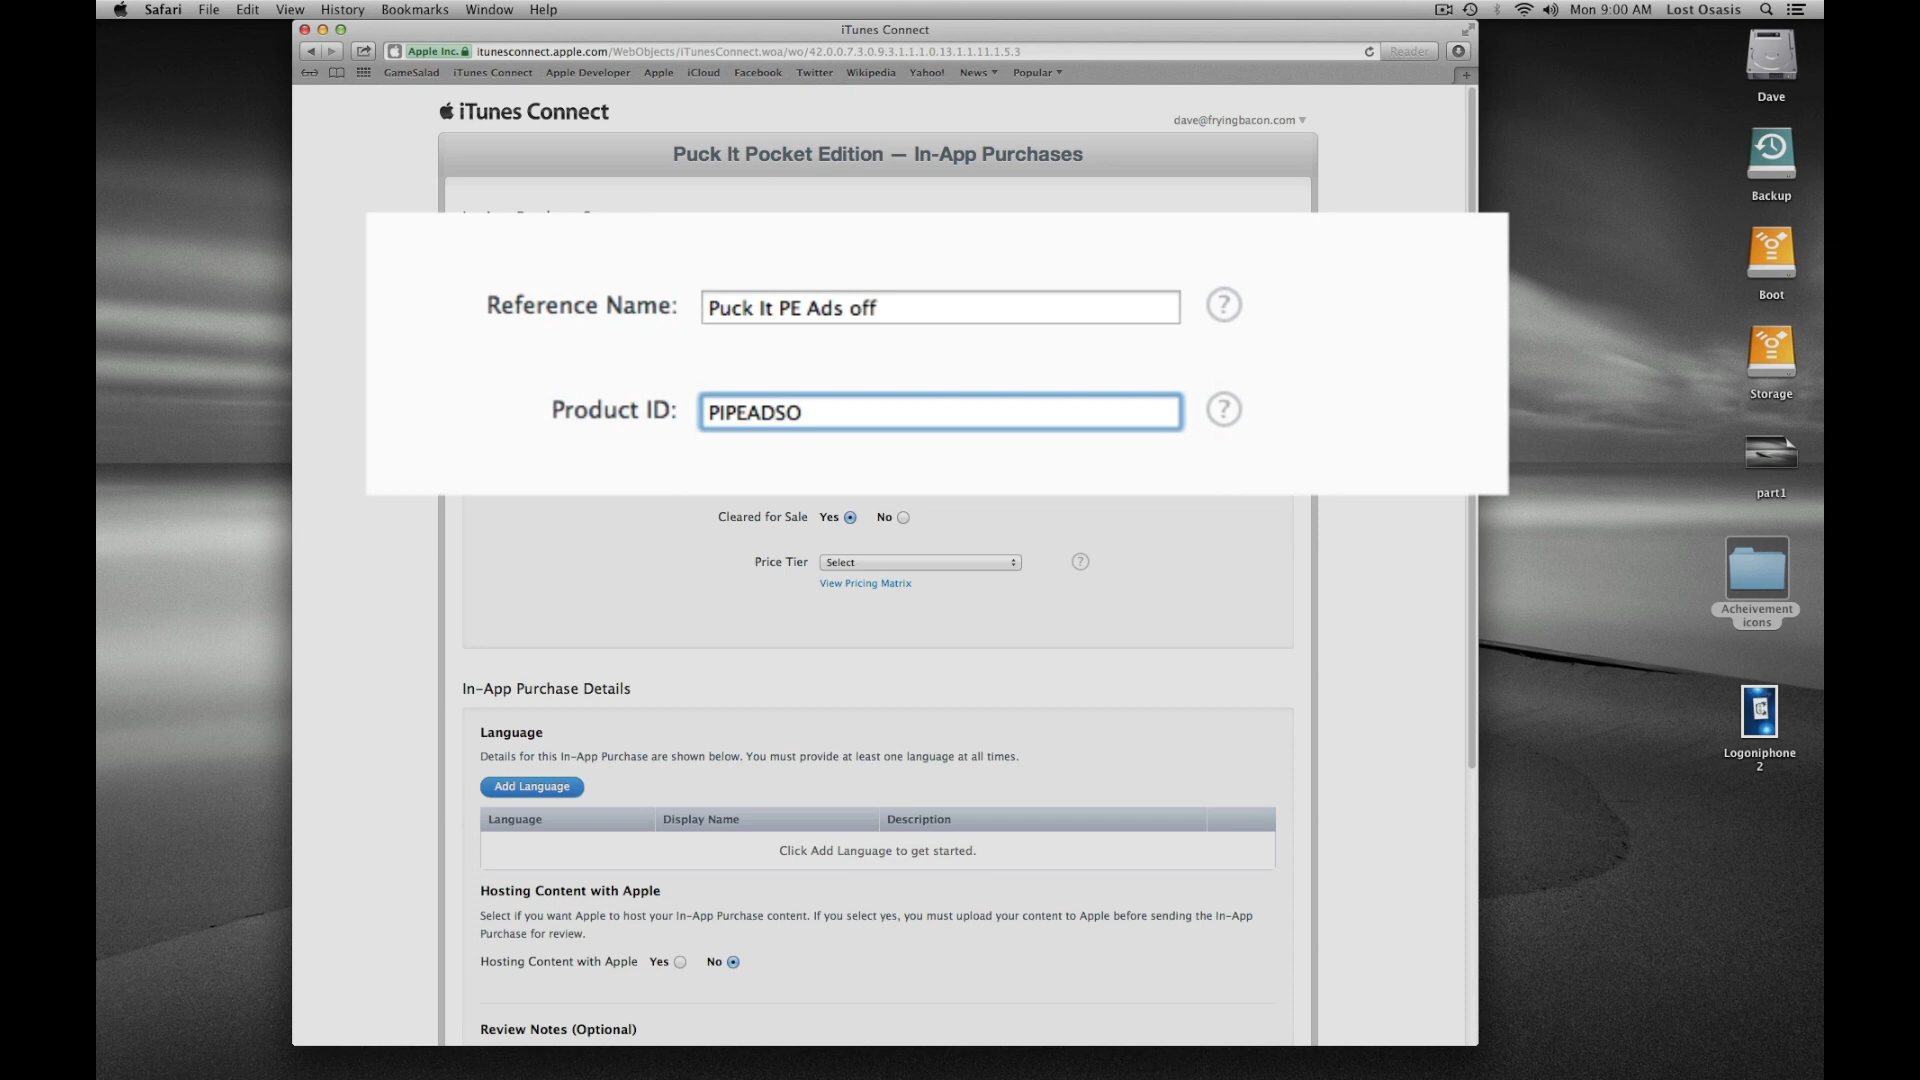 Safari File Edit View History Bookmarks Window Help Mon 9:00 AM Lost Osasis
iTunes Connect
Apple Inc. itunesconnect.apple.com/WebObjects/iTunesConnect.woa/wo/42.0.0.7.3.0.9.3.1.1.1.0.13.1.1.11.1.5.3 Reader
GameSalad iTunes Connect Apple Developer Apple iCloud Facebook Twitter Wikipedia Yahoo! News Popular
iTunes Connect
dave@fryingbacon.com
Puck It Pocket Edition — In-App Purchases
Reference Name: Puck It PE Ads off ?
Product ID: PIPEADSO ?
Cleared for Sale Yes No
Price Tier Select ?
View Pricing Matrix
In-App Purchase Details
Language
Details for this In-App Purchase are shown below. You must provide at least one language at all times.
Add Language
Language Display Name Description
Click Add Language to get started.
Hosting Content with Apple
Select if you want Apple to host your In-App Purchase content. If you select yes, you must upload your content to Apple before sending the In-App
Purchase for review.
Hosting Content with Apple Yes No
Review Notes (Optional)
Dave
Backup
Boot
Storage
part1
Acheivement
icons
Logoniphone
2